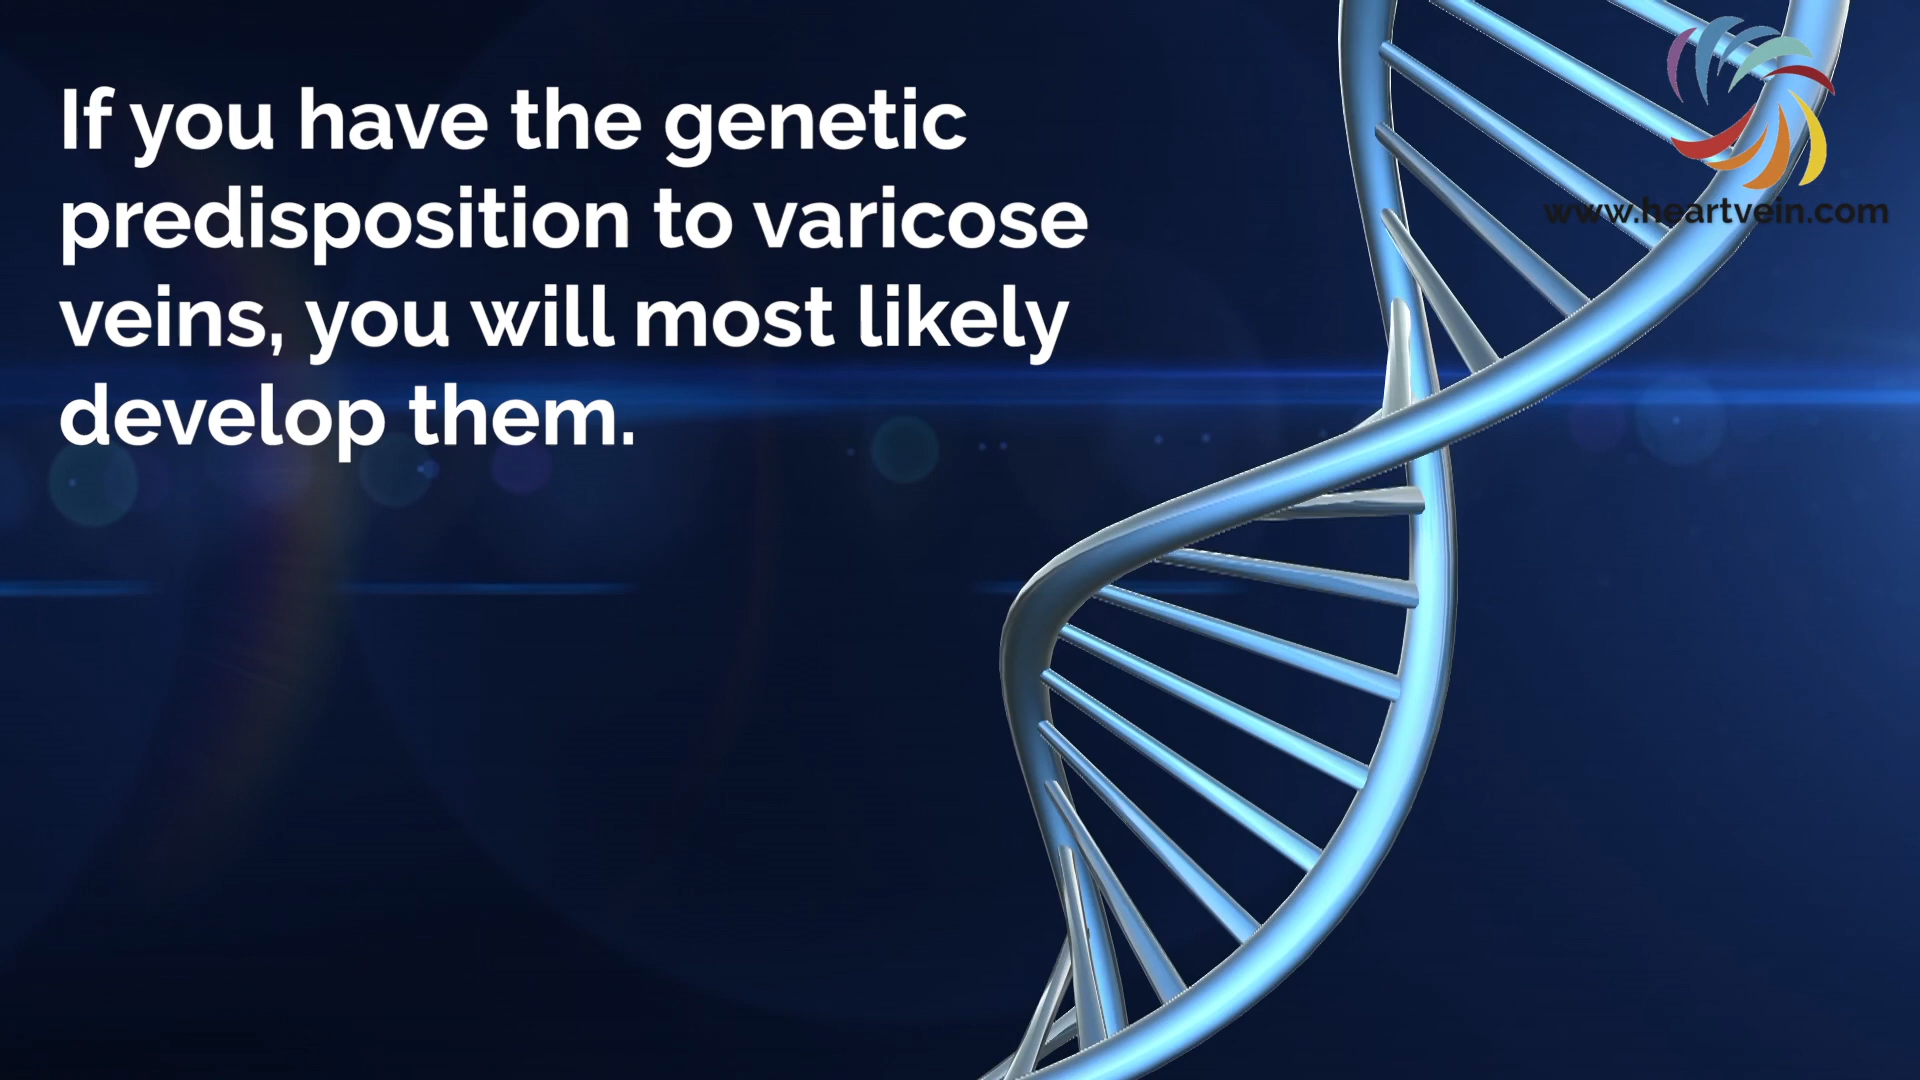 If you have the genetic
predisposition to varicose
veins, you will most likely
develop them.
www.heartvein.com